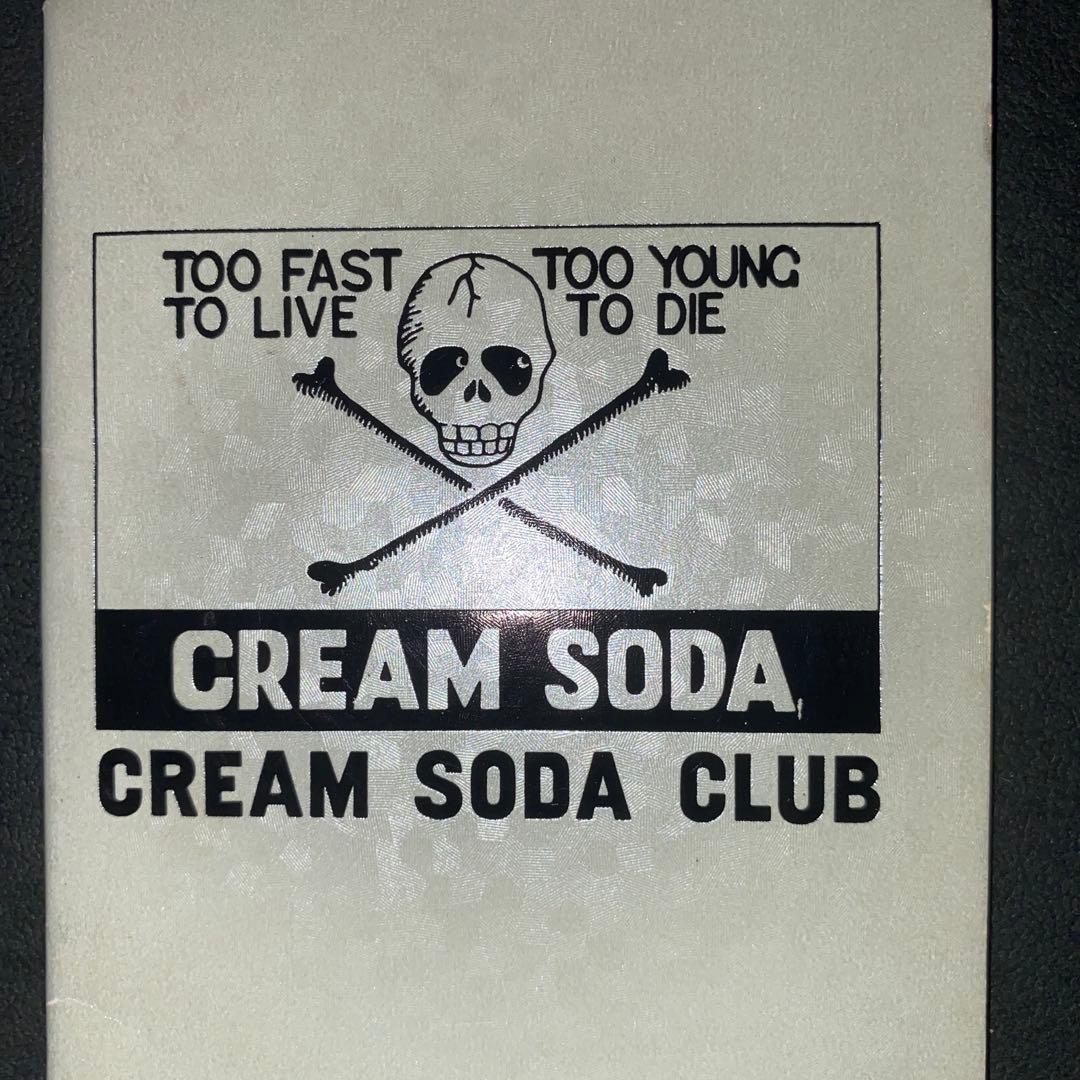 TOO FAST TO LIVE
TOO YOUNG TO DIE
CREAM SODA
CREAM SODA CLUB